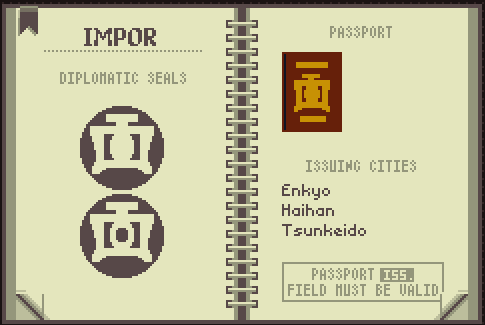 IMPOR
DIPLOMATIC SEALS
PASSPORT
ISSUING CITIES
Enkyo
Haihan
Tsunkeido
PASSPORT ISS.
FIELD MUST BE VALID